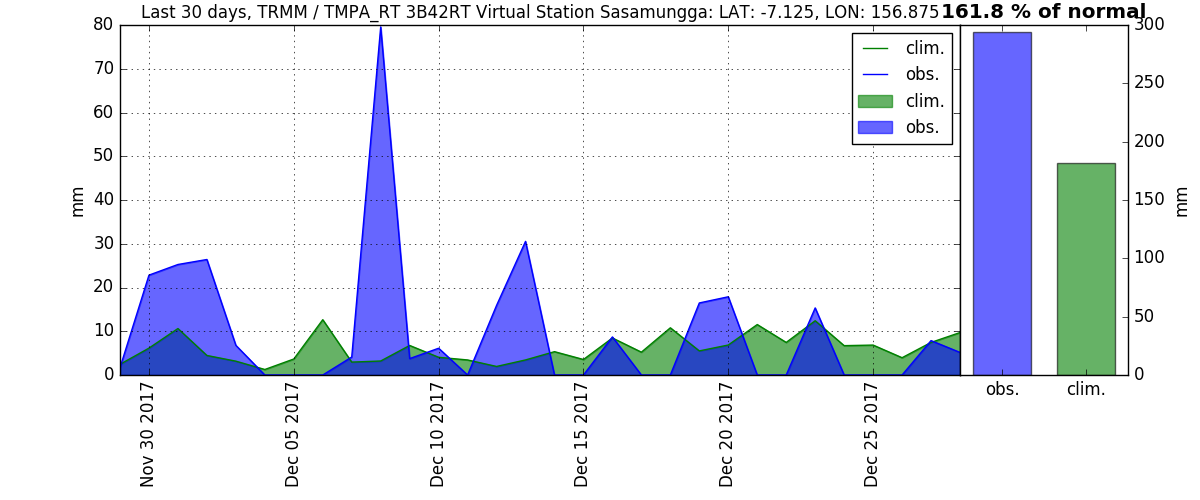 Last 30 days, TRMM / TMPA_RT 3B42RT Virtual Station Sasamungga: LAT: -7.125, LON: 156.875
161.8 % of normal
80
70
60
50
40
30
20
10
0
mm
clim.
obs.
clim.
obs.
Nov 30 2017
Dec 05 2017
Dec 10 2017
Dec 15 2017
Dec 20 2017
Dec 25 2017
300
250
200
150
100
50
0
mm
obs.
clim.